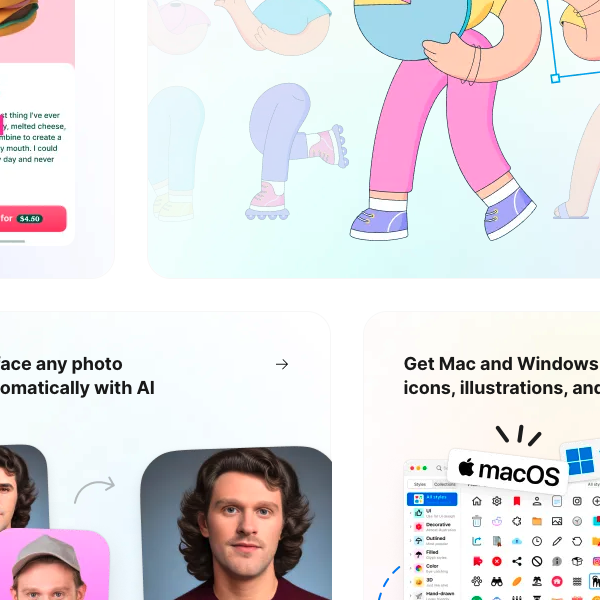 st thing I've ever
y, melted cheese,
mbine to create a
y mouth. I could
day and never
for $4.50
ace any photo
omatically with AI
Get Mac and Windows
icons, illustrations, and
macOS
Styles
Collections
All styles
UI
Decorative
Outlined
Filled
Color
3D
Hand-drawn